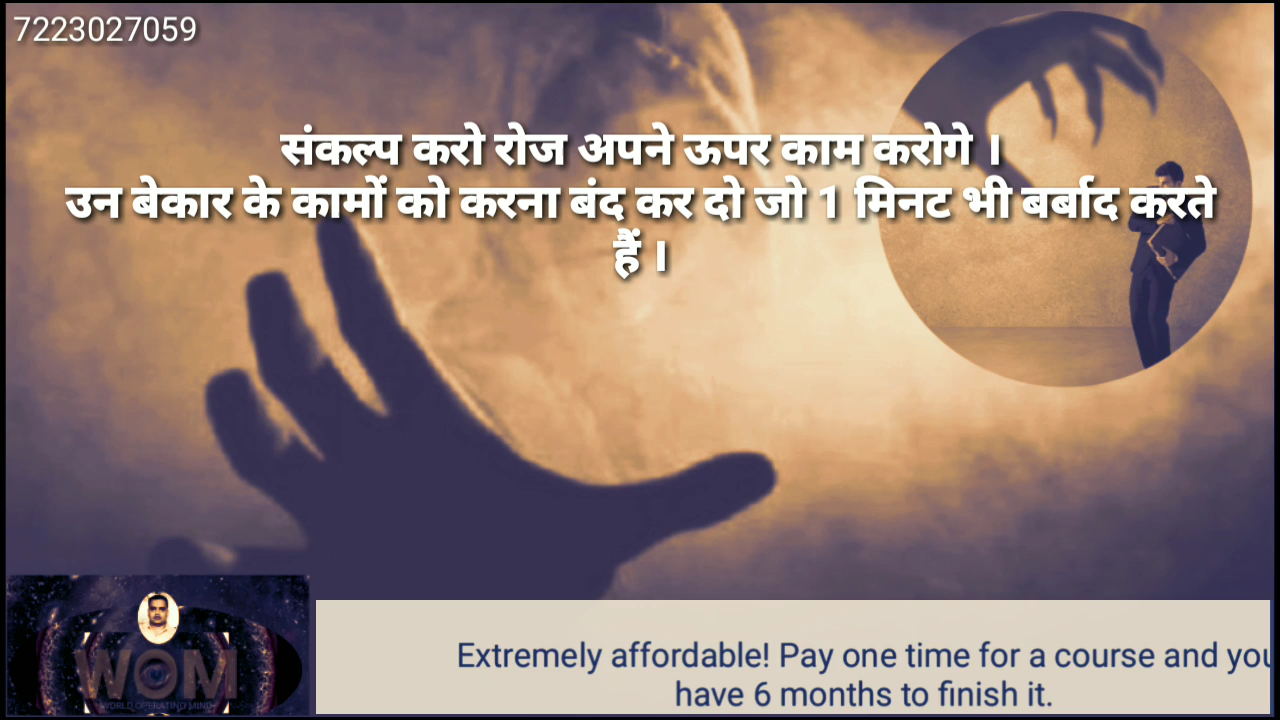 7223027059
संकल्प करो रोज अपने ऊपर काम करोगे ।
उन बेकार के कामों को करना बंद कर दो जो 1 मिनट भी बर्बाद करते
हैं ।
WOM
WORLD OPERATING MIND
Extremely affordable! Pay one time for a course and you
have 6 months to finish it.